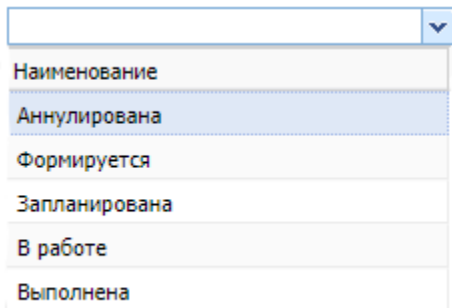 Наименование
Аннулирована
Формируется
Запланирована
В работе
Выполнена